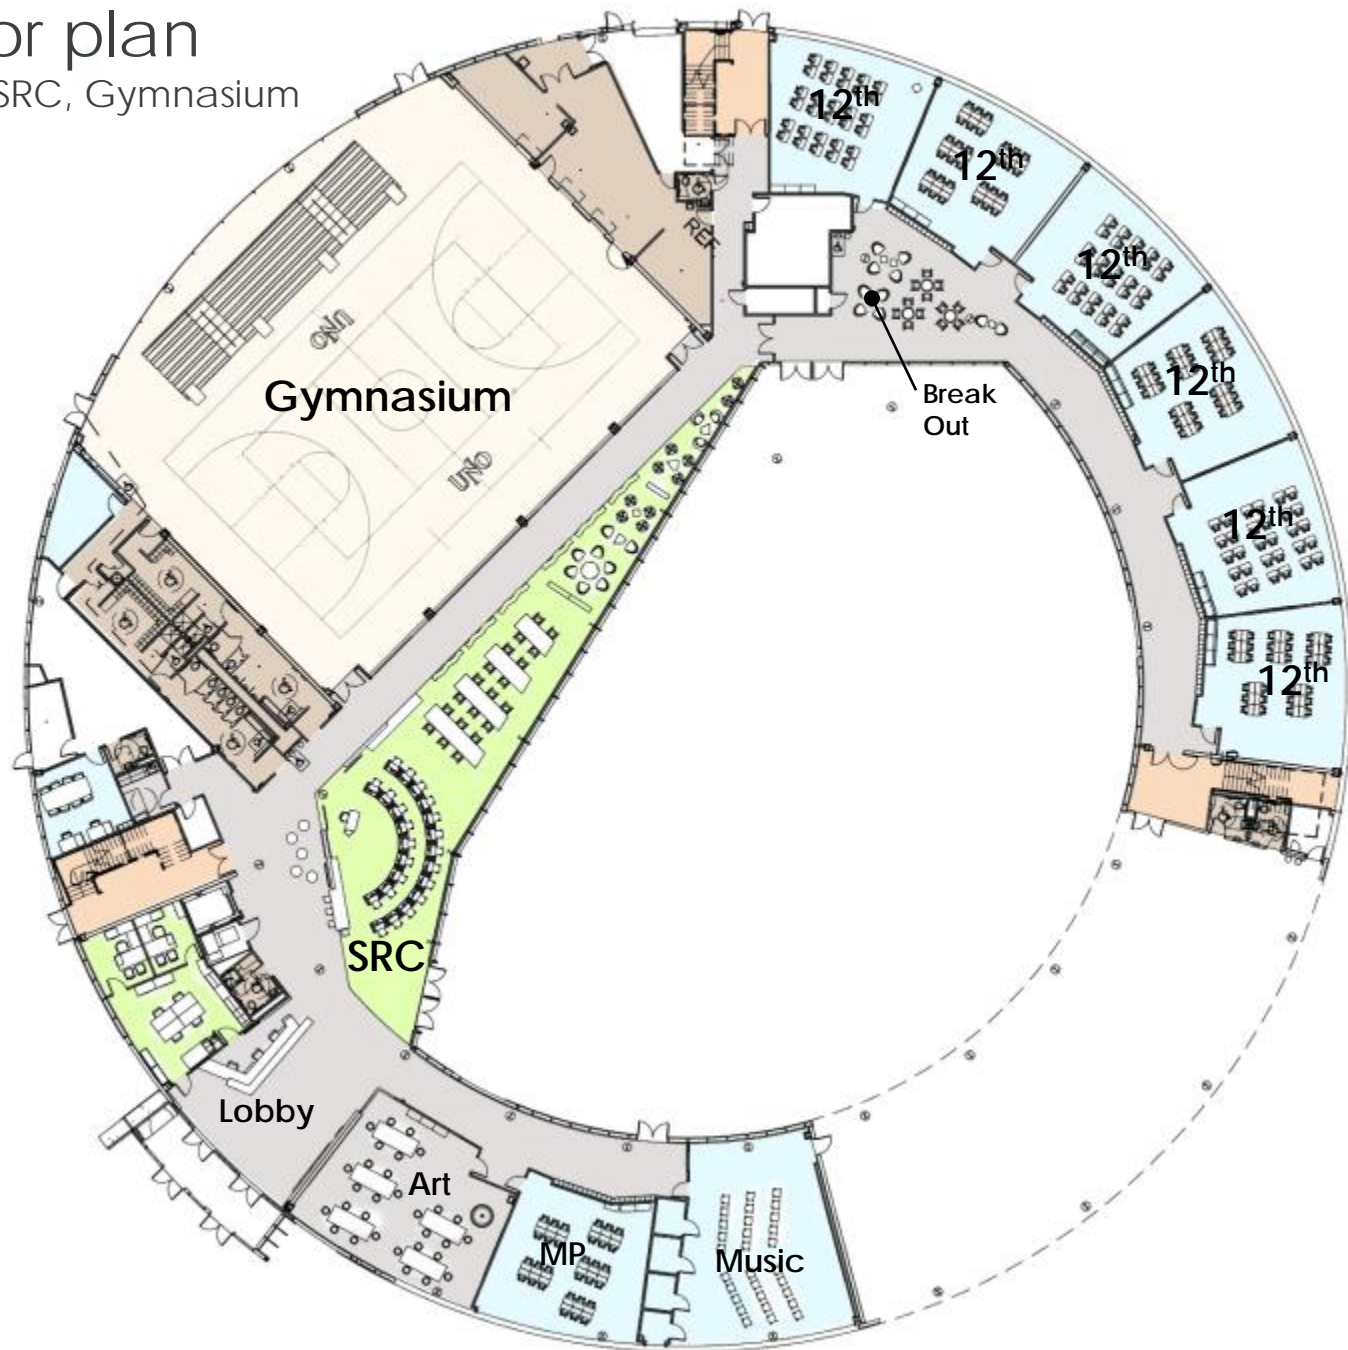 or plan
SRC, Gymnasium
12th
12th
12th
12th
12th
12th
REF
UNO
Gymnasium
UNO
Break
Out
SRC
Lobby
Art
MP
Music